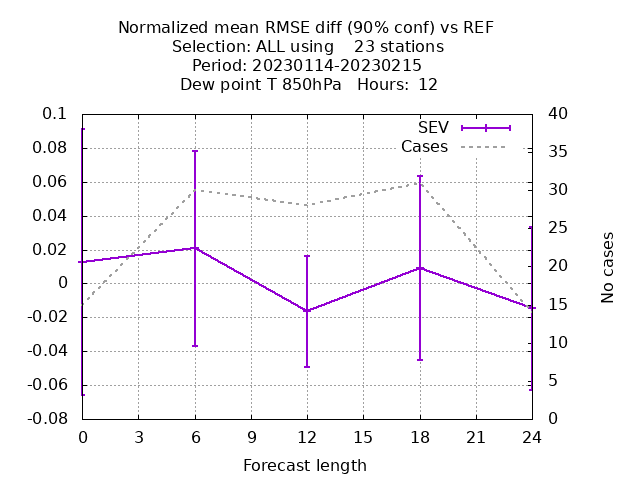 Normalized mean RMSE diff (90% conf) vs REF
Selection: ALL using    23 stations
Period: 20230114-20230215
Dew point T 850hPa   Hours:  12
0.1
0.08
0.06
0.04
0.02
0
-0.02
-0.04
-0.06
-0.08
SEV
Cases
40
35
30
25
20
15
10
5
0
No cases
0 3 6 9 12 15 18 21 24
Forecast length